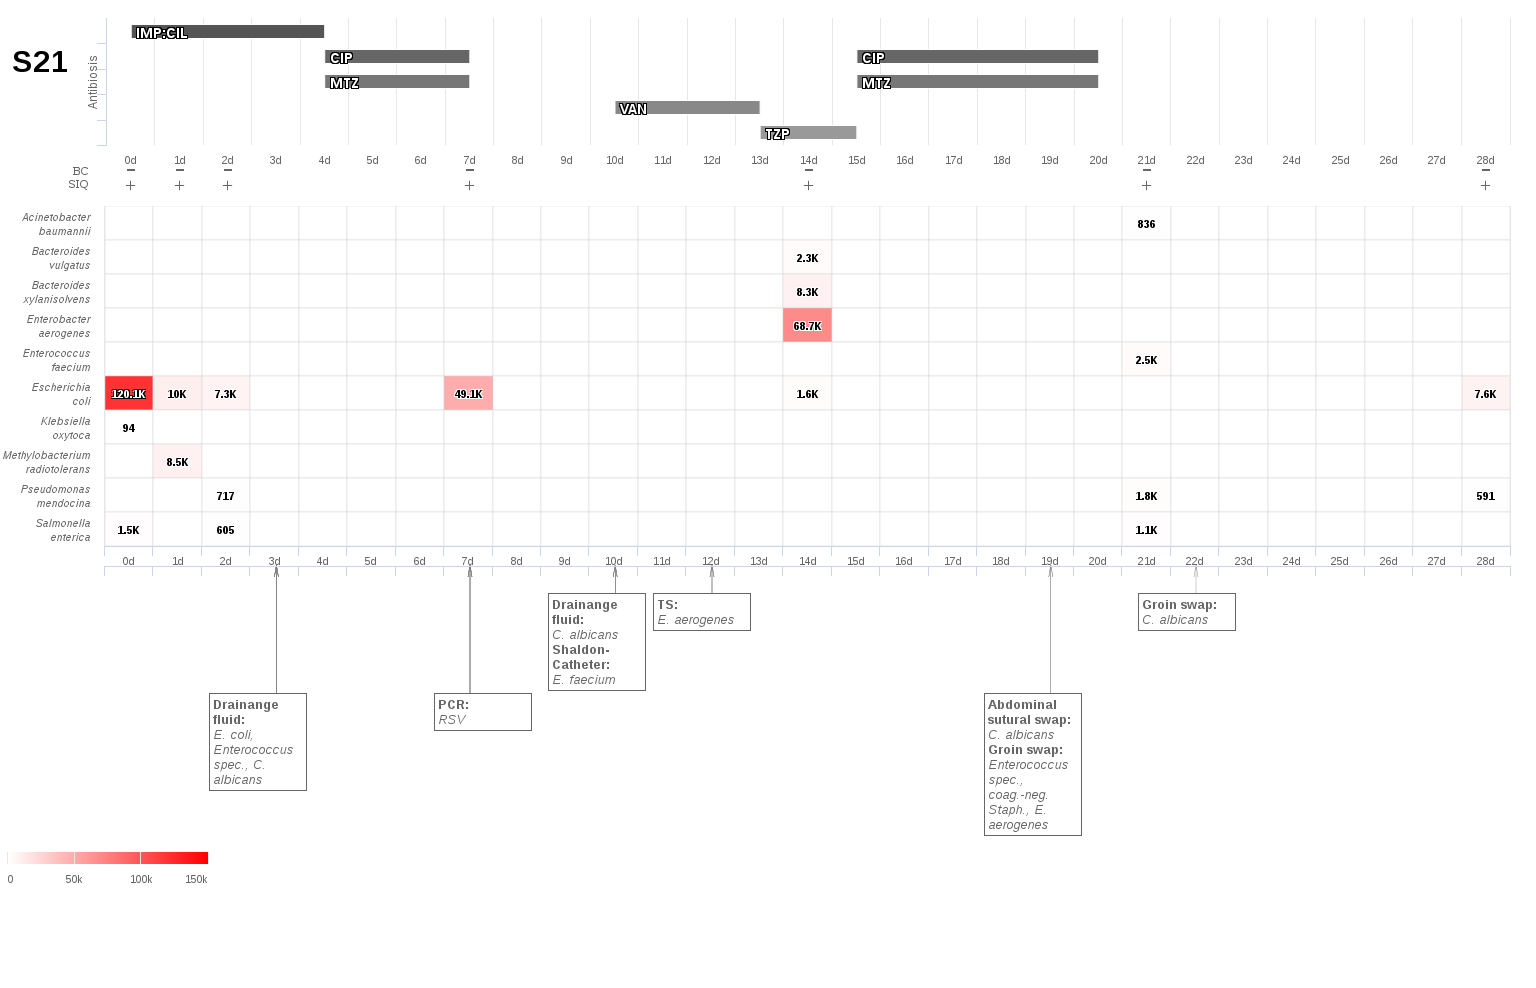 S21
Antibiosis
IMP:CIL
CIP
CIP
MTZ
MTZ
VAN
TZP
0d 1d 2d 3d 4d 5d 6d 7d 8d 9d 10d 11d 12d 13d 14d 15d 16d 17d 18d 19d 20d 21d 22d 23d 24d 25d 26d 27d 28d
BC − − − − − − −
SIQ + + + + + + +
Acinetobacter
baumannii
836
Bacteroides
vulgatus
2.3K
Bacteroides
xylanisolvens
8.3K
Enterobacter
aerogenes
68.7K
Enterococcus
faecium
2.5K
Escherichia
coli
120.1K 10K 7.3K 49.1K 1.6K 7.6K
Klebsiella
oxytoca
94
Methylobacterium
radiotolerans
8.5K
Pseudomonas
mendocina
717 1.8K 591
Salmonella
enterica
1.5K 605 1.1K
0d 1d 2d 3d 4d 5d 6d 7d 8d 9d 10d 11d 12d 13d 14d 15d 16d 17d 18d 19d 20d 21d 22d 23d 24d 25d 26d 27d 28d
Drainange
fluid:
E. coli,
Enterococcus
spec., C.
albicans
PCR:
RSV
Drainange
fluid:
C. albicans
Shaldon-
Catheter:
E. faecium
TS:
E. aerogenes
Abdominal
sutural swap:
C. albicans
Groin swap:
Enterococcus
spec.,
coag.-neg.
Staph., E.
aerogenes
Groin swap:
C. albicans
0 50k 100k 150k